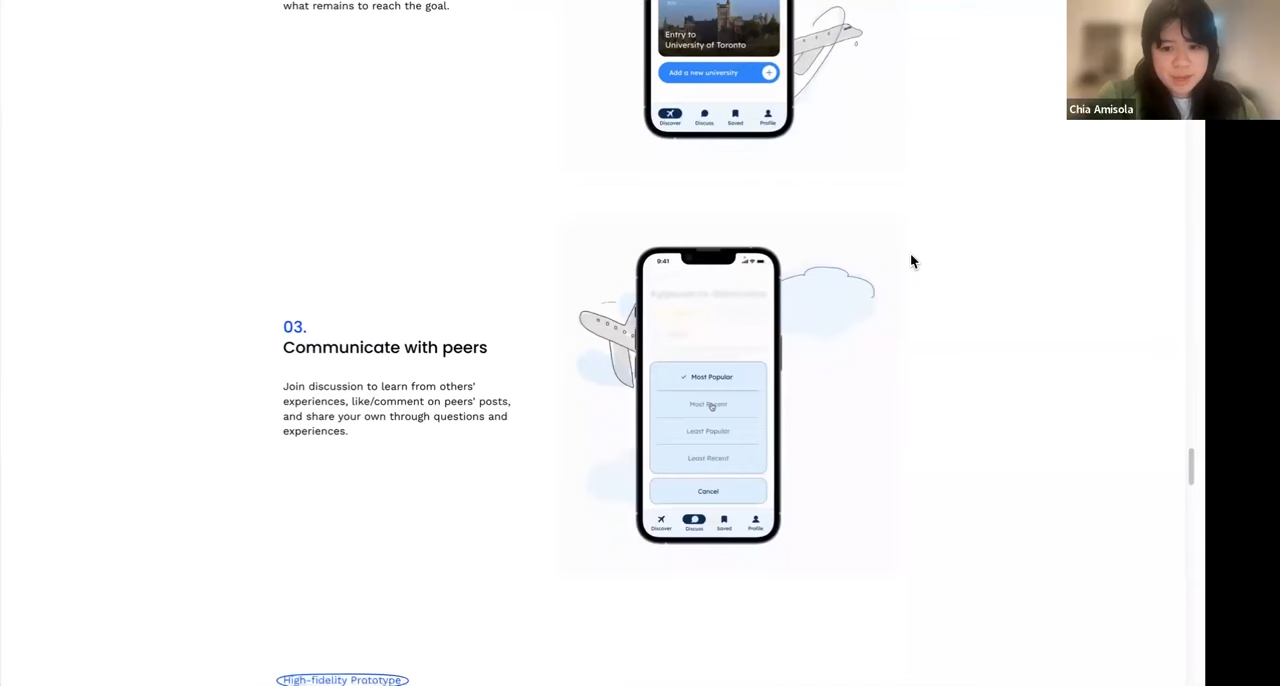 what remains to reach the goal.
Entry to
University of Toronto
Add a new university
Discover
Discuss
Saved
Profile
Chia Amisola
9:41
03.
Communicate with peers
Join discussion to learn from others'
experiences, like/comment on peers' posts,
and share your own through questions and
experiences.
Most Popular
Most Recent
Least Popular
Least Recent
Cancel
Discover
Discuss
Saved
Profile
High-fidelity Prototype